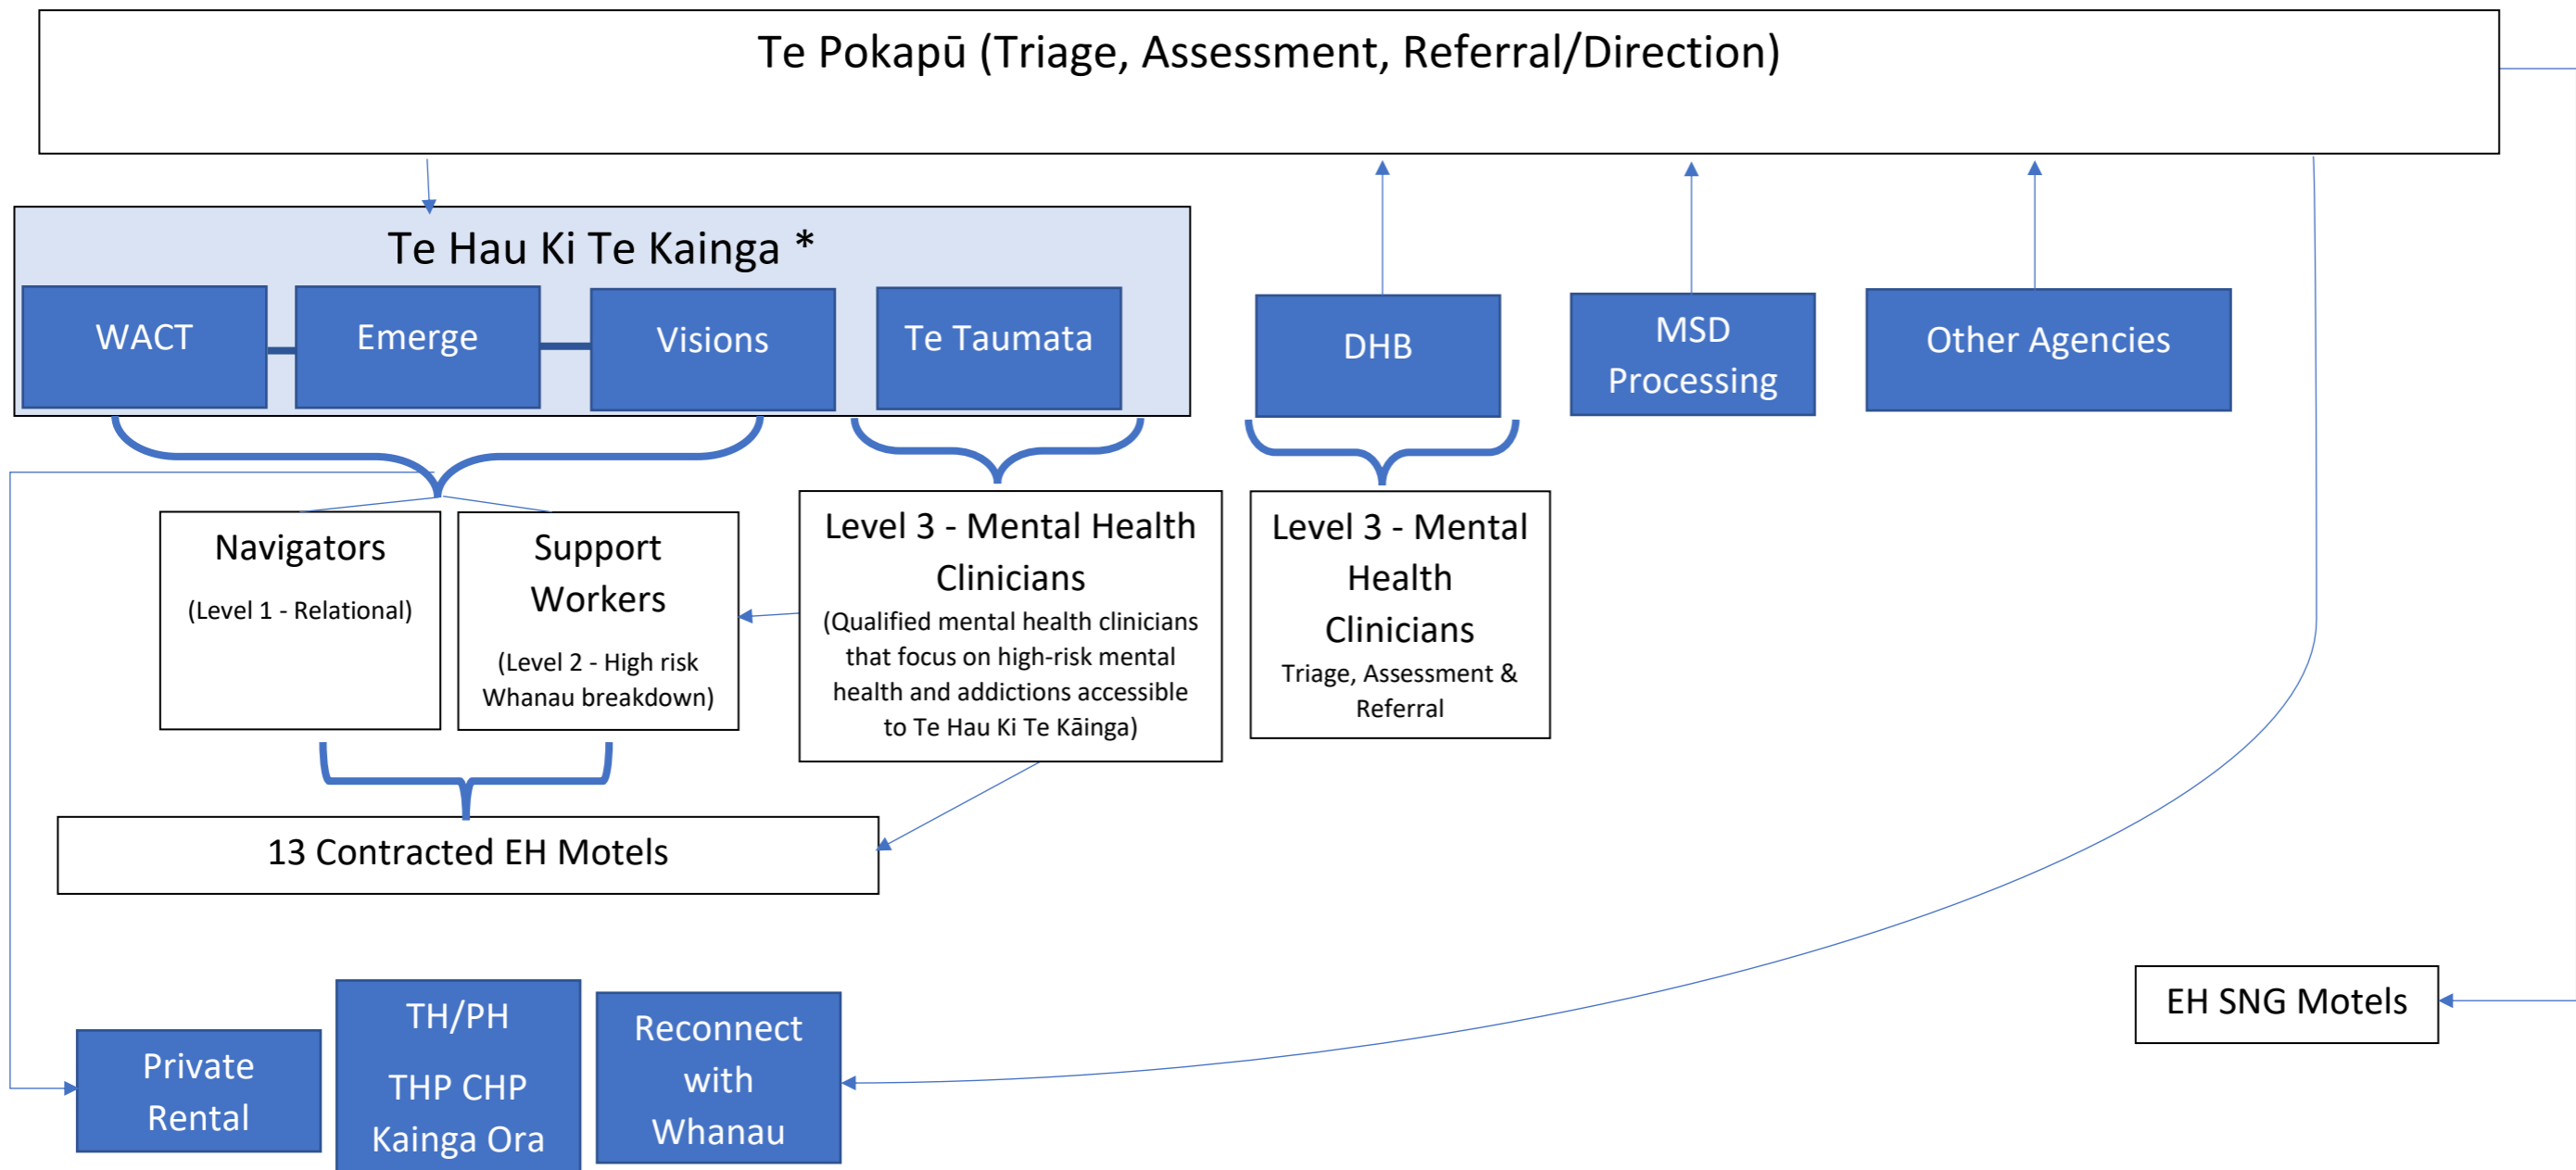 Te Pokapū (Triage, Assessment, Referral/Direction)
Te Hau Ki Te Kainga *
WACT
Emerge
Visions
Te Taumata
DHB
MSD
Processing
Other Agencies
Navigators
(Level 1 - Relational)
Support
Workers
(Level 2 - High risk
Whanau breakdown)
Level 3 - Mental Health
Clinicians
(Qualified mental health clinicians
that focus on high-risk mental
health and addictions accessible
to Te Hau Ki Te Kāinga)
Level 3 - Mental
Health
Clinicians
Triage, Assessment &
Referral
13 Contracted EH Motels
Private
Rental
TH/PH
THP CHP
Kainga Ora
Reconnect
with
Whanau
EH SNG Motels